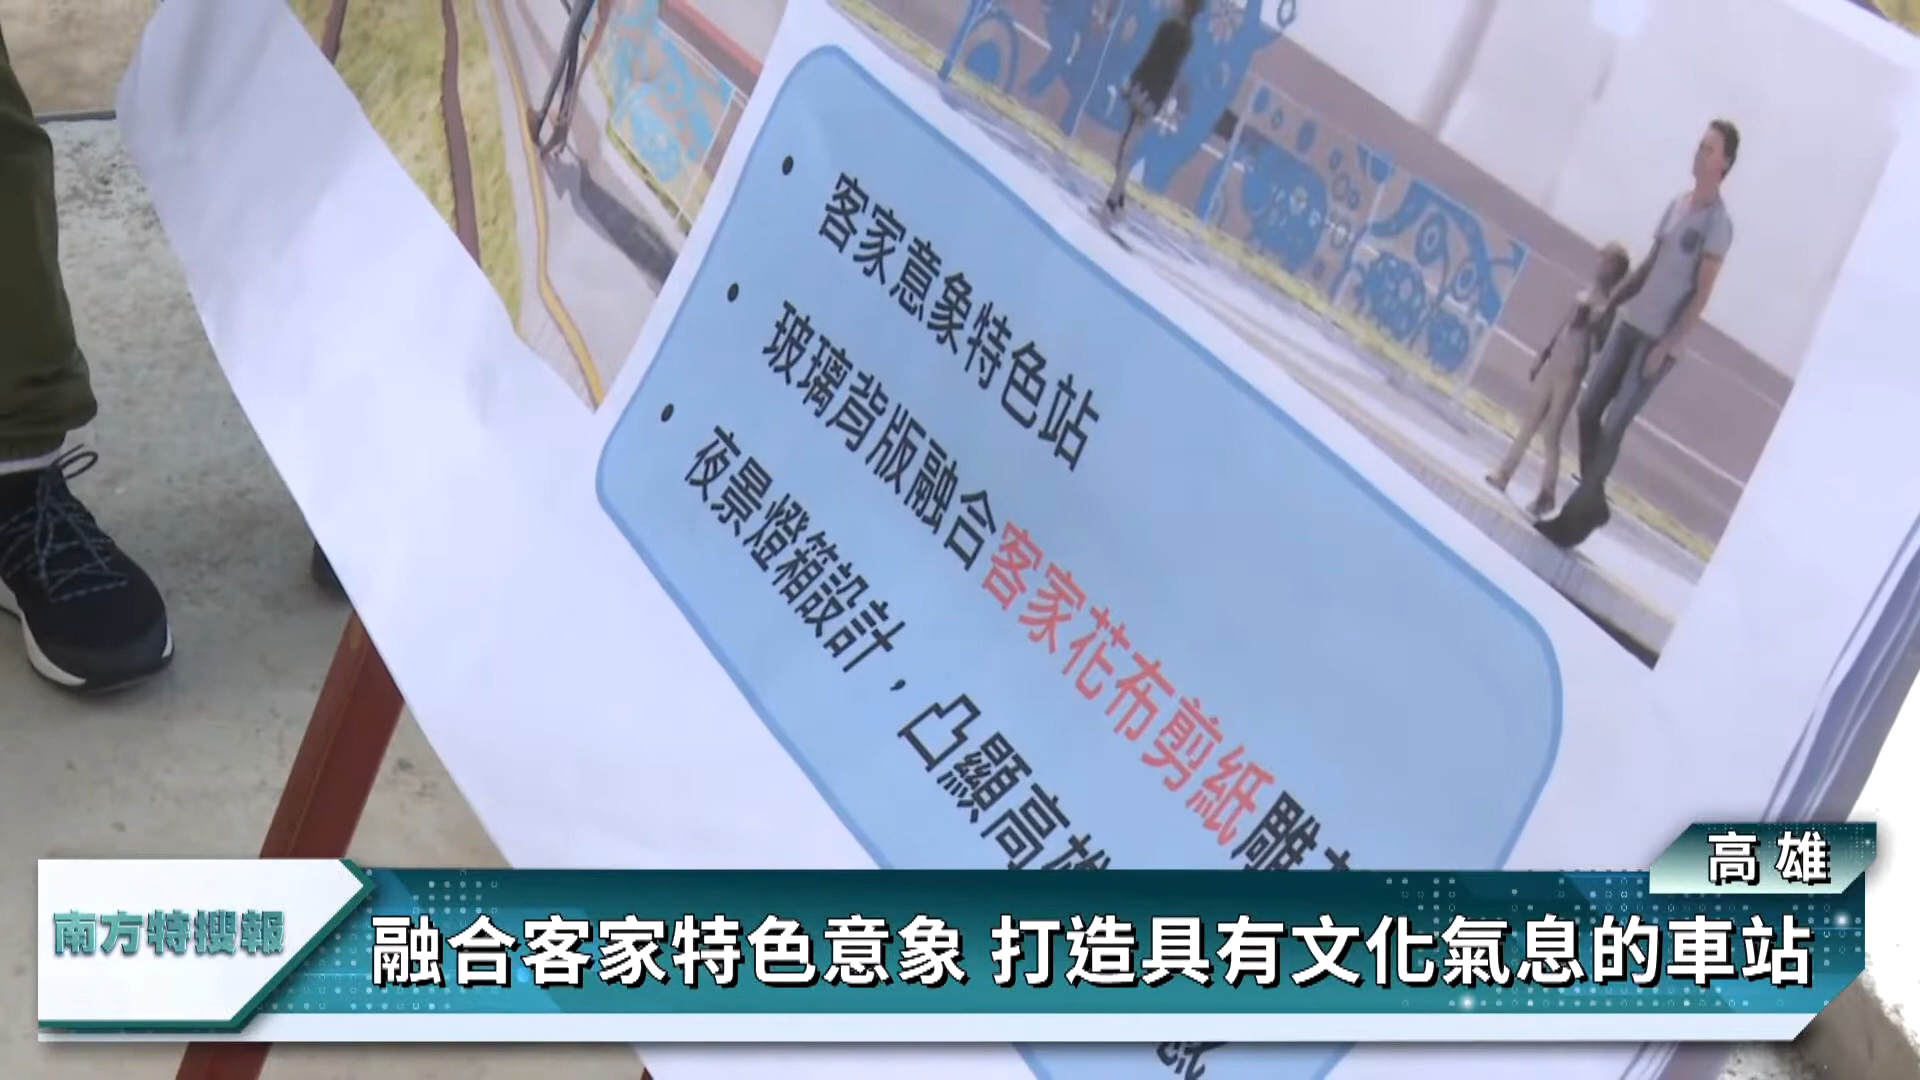 客家意象特色站
玻璃背版融合客家花布剪紙雕
夜景燈箱設計，凸顯高雄
高雄
南方特搜報
融合客家特色意象 打造具有文化氣息的車站